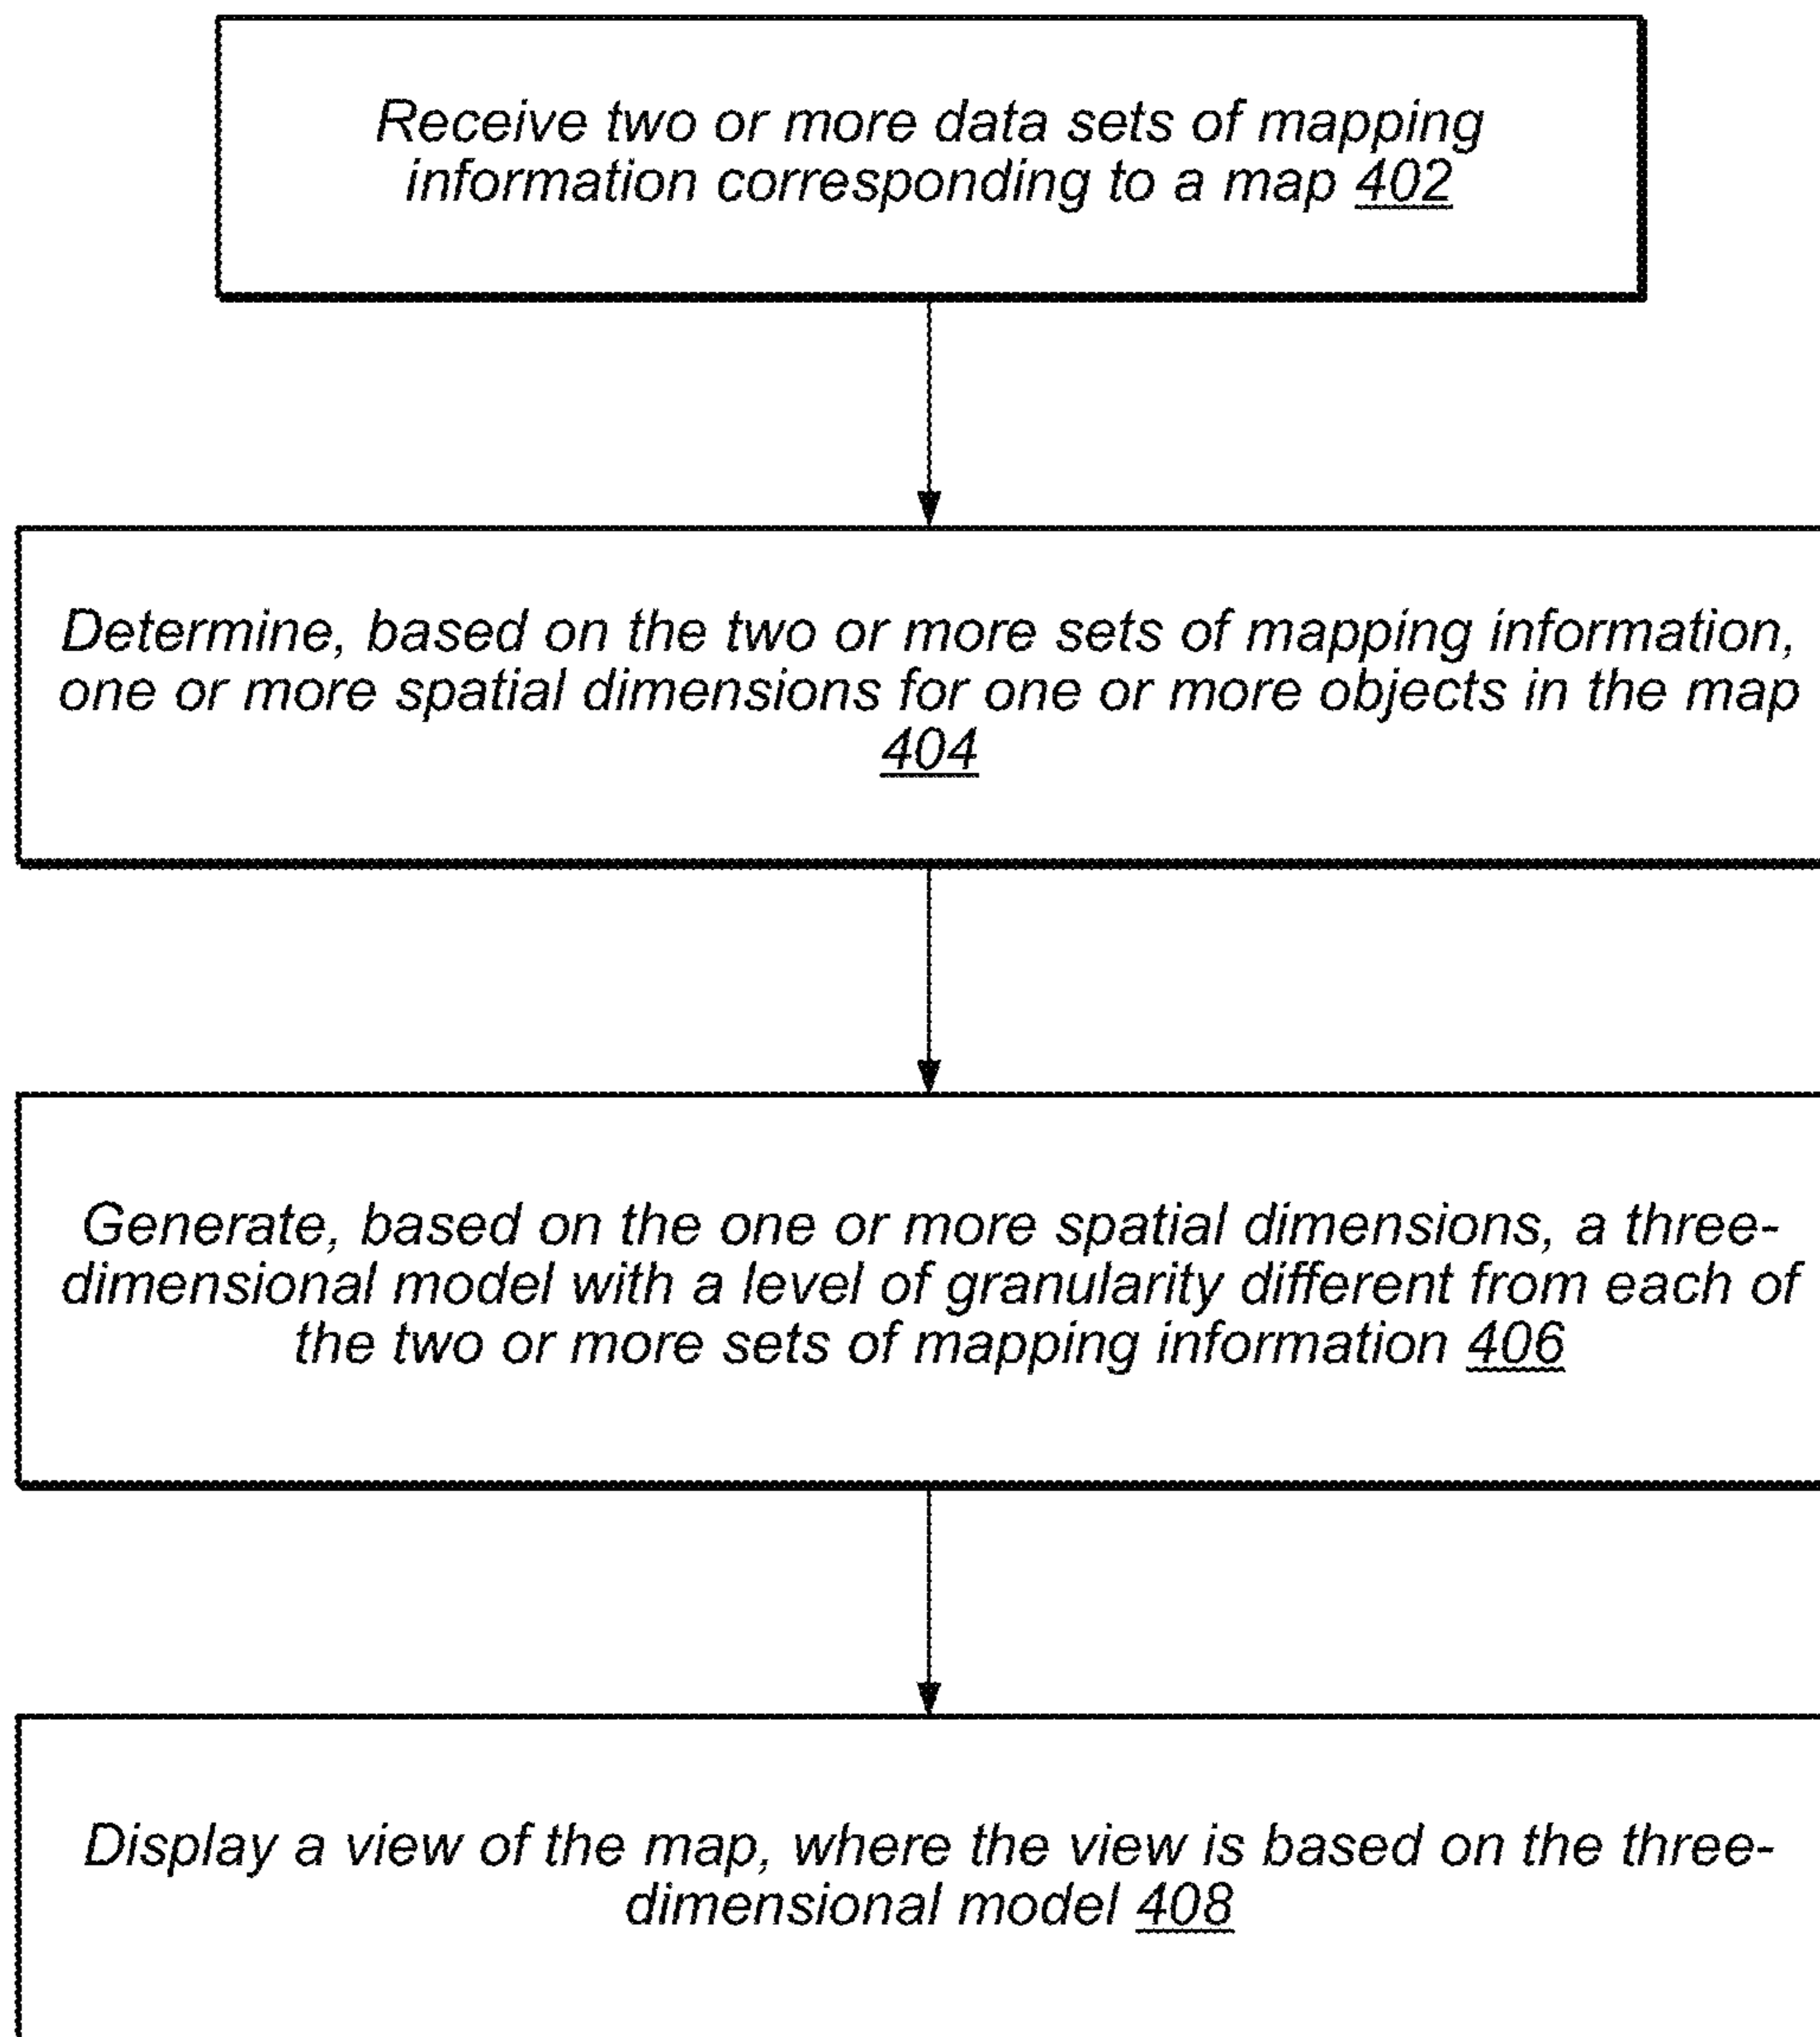 Receive two or more data sets of mapping
information corresponding to a map 402
Determine, based on the two or more sets of mapping information,
one or more spatial dimensions for one or more objects in the map
404
Generate, based on the one or more spatial dimensions, a three-
dimensional model with a level of granularity different from each of
the two or more sets of mapping information 406
Display a view of the map, where the view is based on the three-
dimensional model 408